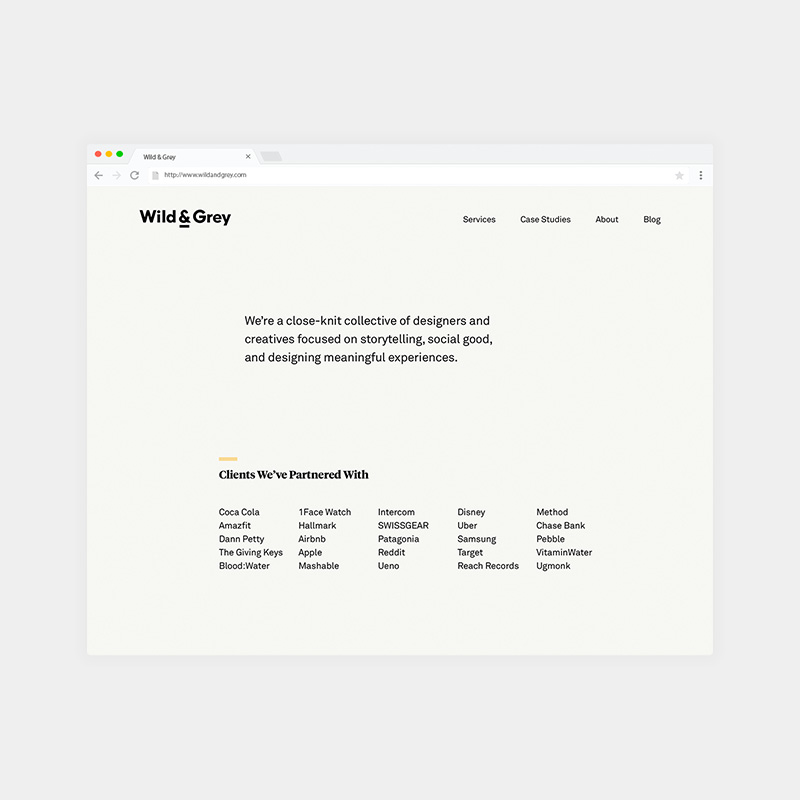 Wild & Grey
http://www.wildandgrey.com
Wild & Grey
Services Case Studies About Blog
We're a close-knit collective of designers and
creatives focused on storytelling, social good,
and designing meaningful experiences.
Clients We've Partnered With
Coca Cola 1Face Watch Intercom Disney Method
Amazfit Hallmark SWISSGEAR Uber Chase Bank
Dann Petty Airbnb Patagonia Samsung Pebble
The Giving Keys Apple Reddit Target VitaminWater
Blood:Water Mashable Ueno Reach Records Ugmonk